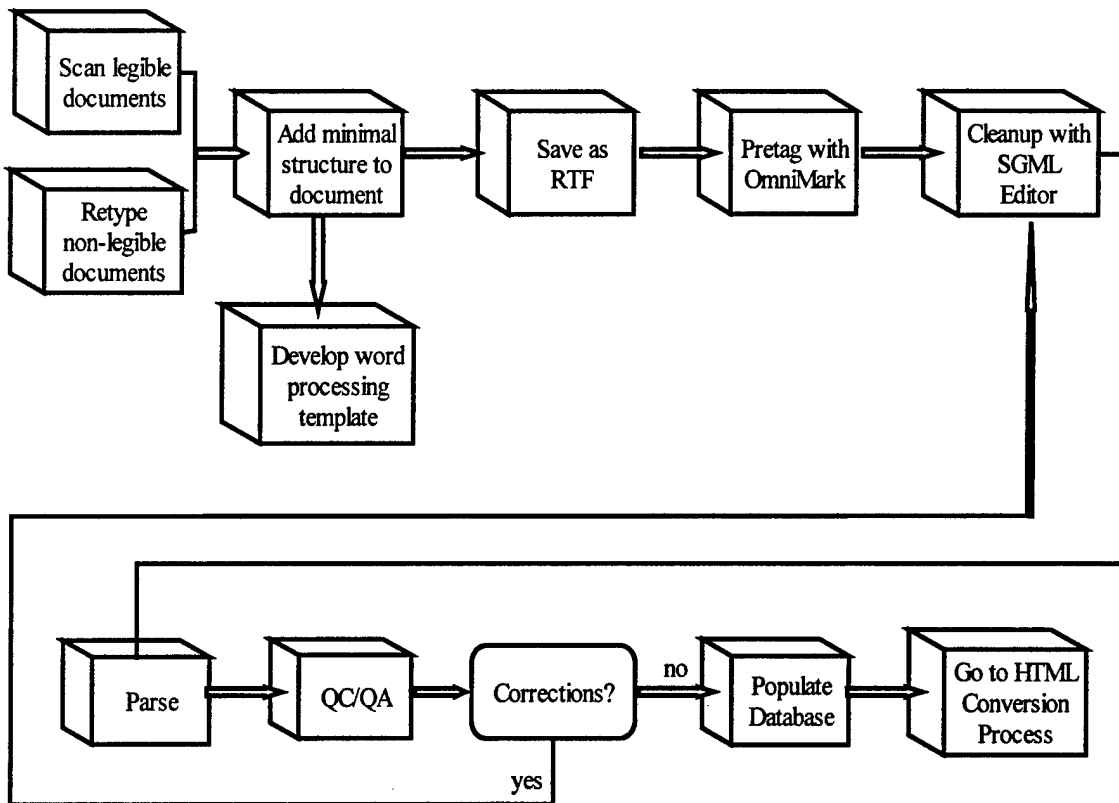 Scan legible
documents
Retype
non-legible
documents
Add minimal
structure to
document
Save as
RTF
Pretag with
OmniMark
Cleanup with
SGML
Editor
Develop word
processing
template
Parse
QC/QA
Corrections?
no
Populate
Database
Go to HTML
Conversion
Process
yes